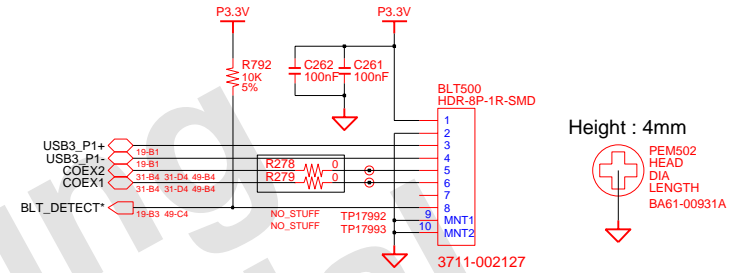 P3.3V
P3.3V
R792
10K
5%
C262
100nF
C261
100nF
BLT500
HDR-8P-1R-SMD
1
2
3
4
5
6
7
8
9
MNT1
10
MNT2
3711-002127
USB3_P1+
19-B1
USB3_P1-
19-B1
COEX2
31-B4 31-D4 49-B4
COEX1
31-B4 31-D4 49-B4
BLT_DETECT*
19-B3 49-C4
R278
0
R279
0
NO_STUFF
NO_STUFF
TP17992
TP17993
Height : 4mm
PEM502
HEAD
DIA
LENGTH
BA61-00931A